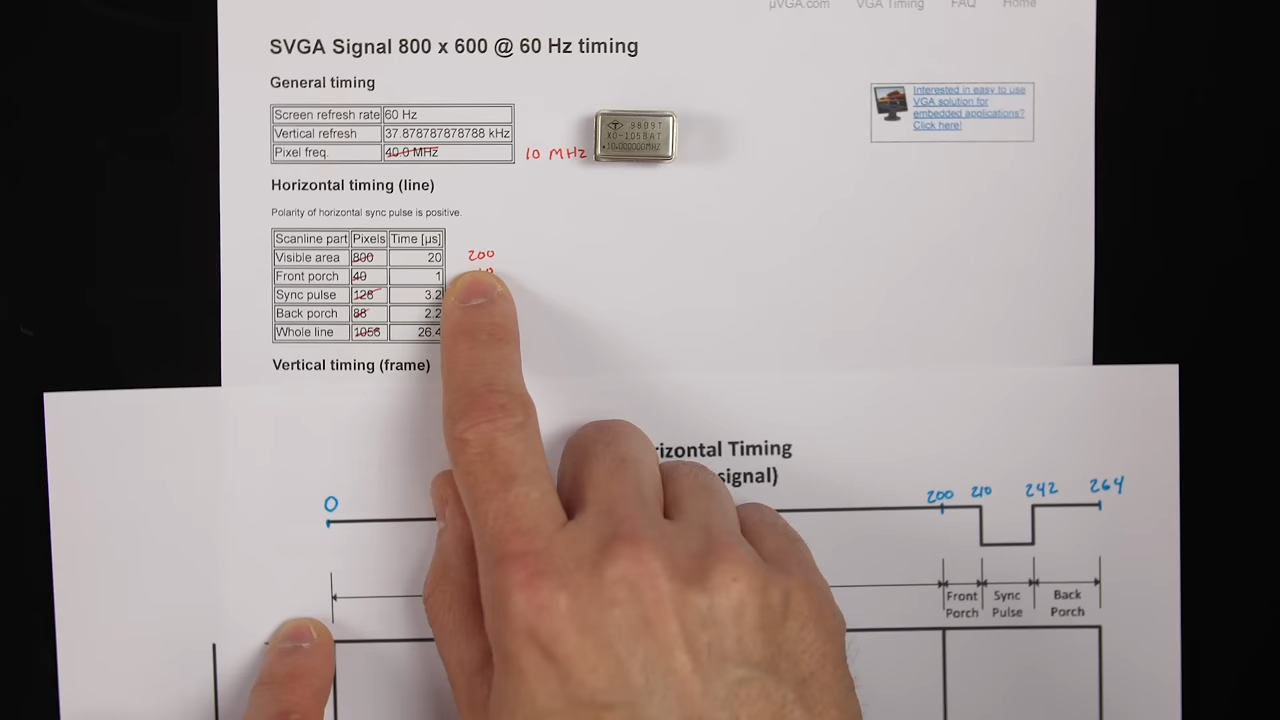 µVGA.com VGA Timing FAQ Home
SVGA Signal 800 x 600 @ 60 Hz timing
General timing
Screen refresh rate 60 Hz
Vertical refresh 37.878787878788 kHz
Pixel freq. 40.0 MHz
10 MHz
9809T
XO-105BAT
10.000000MHZ
Interested in easy to use
VGA solution for
embedded applications?
Click here!
Horizontal timing (line)
Polarity of horizontal sync pulse is positive.
Scanline part Pixels Time [µs]
Visible area 800 20 200
Front porch 40 1
Sync pulse 128 3.2
Back porch 88 2.2
Whole line 1056 26.4
Vertical timing (frame)
Timing
signal)
0 200 210 242 264
Front
Porch
Sync
Pulse
Back
Porch